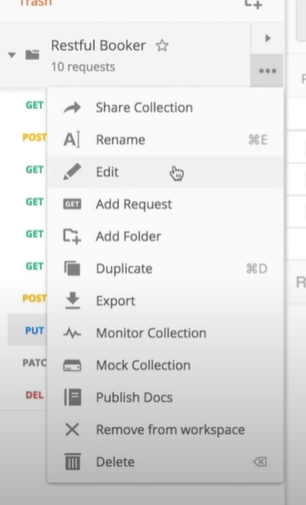 Trash
Restful Booker
10 requests
GET
Share Collection
POST
Rename ⌘E
GET
Edit
GET
GET Add Request
GET
Add Folder
GET
Duplicate ⌘D
POST
Export
PUT
Monitor Collection
PATC
Mock Collection
DEL
Publish Docs
Remove from workspace
Delete
R